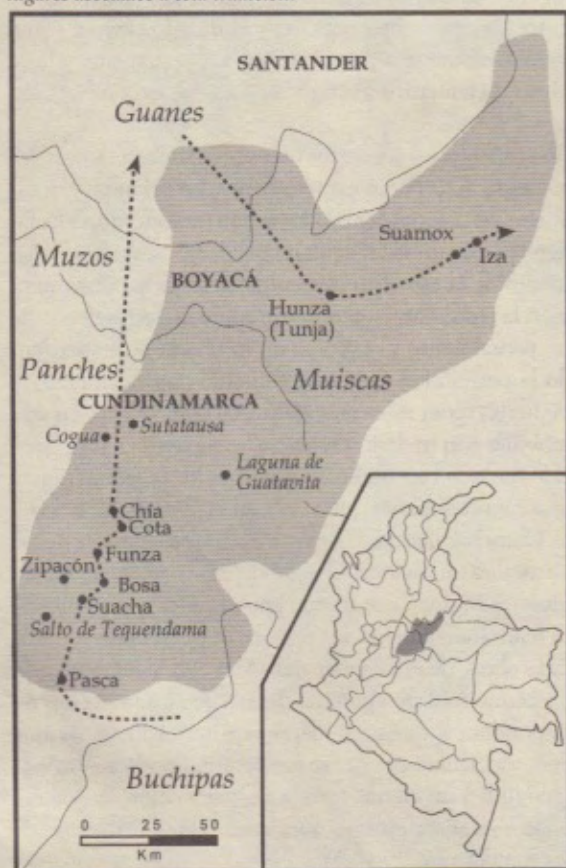 SANTANDER
Guanes
Muzos
Suamox
Iza
BOYACÁ
Hunza
(Tunja)
Panches
Muiscas
CUNDINAMARCA
Sutatausa
Cogua
Laguna de
Guatavita
Chía
Cota
Funza
Zipacón
Bosa
Suacha
Salto de Tequendama
Pasca
Buchipas
0 25 50
Km